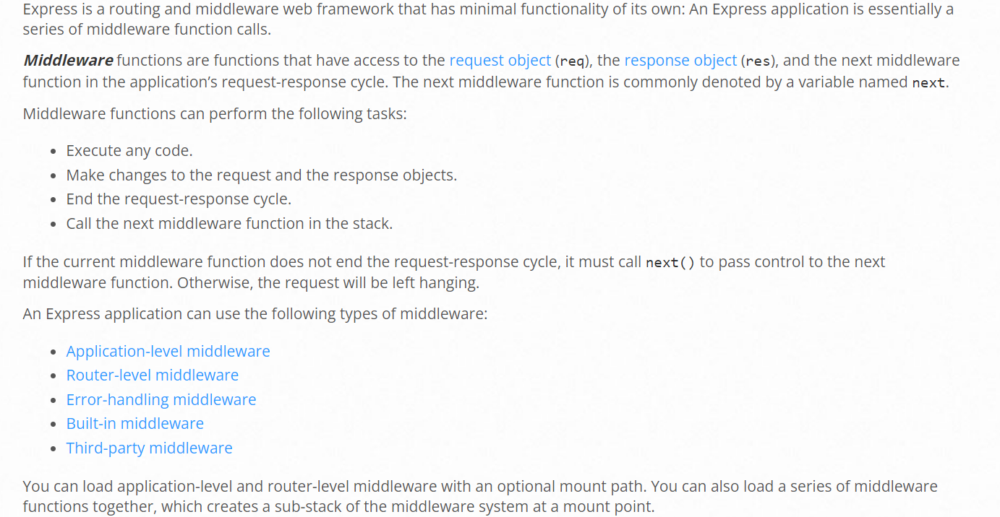 Express is a routing and middleware web framework that has minimal functionality of its own: An Express application is essentially a
series of middleware function calls.
Middleware functions are functions that have access to the request object (req), the response object (res), and the next middleware
function in the application’s request-response cycle. The next middleware function is commonly denoted by a variable named next.
Middleware functions can perform the following tasks:
• Execute any code.
• Make changes to the request and the response objects.
• End the request-response cycle.
• Call the next middleware function in the stack.
If the current middleware function does not end the request-response cycle, it must call next() to pass control to the next
middleware function. Otherwise, the request will be left hanging.
An Express application can use the following types of middleware:
• Application-level middleware
• Router-level middleware
• Error-handling middleware
• Built-in middleware
• Third-party middleware
You can load application-level and router-level middleware with an optional mount path. You can also load a series of middleware
functions together, which creates a sub-stack of the middleware system at a mount point.